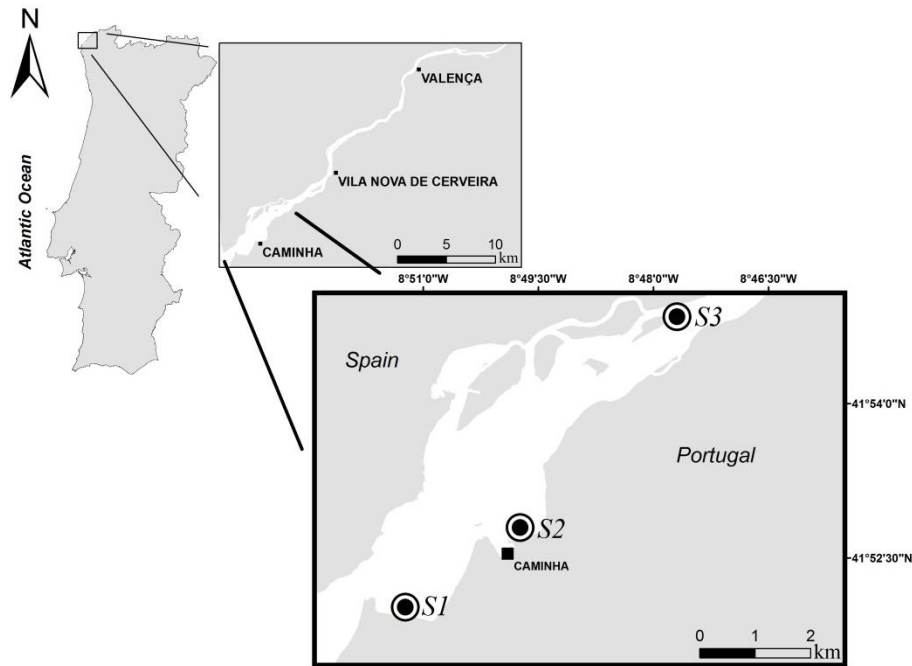 N
Atlantic Ocean
VALENÇA
VILA NOVA DE CERVEIRA
CAMINHA
0 5 10
km
8°51'0"W 8°49'30"W 8°48'0"W 8°46'30"W
S3
Spain
41°54'0"N
Portugal
S2
CAMINHA
41°52'30"N
S1
0 1 2
km